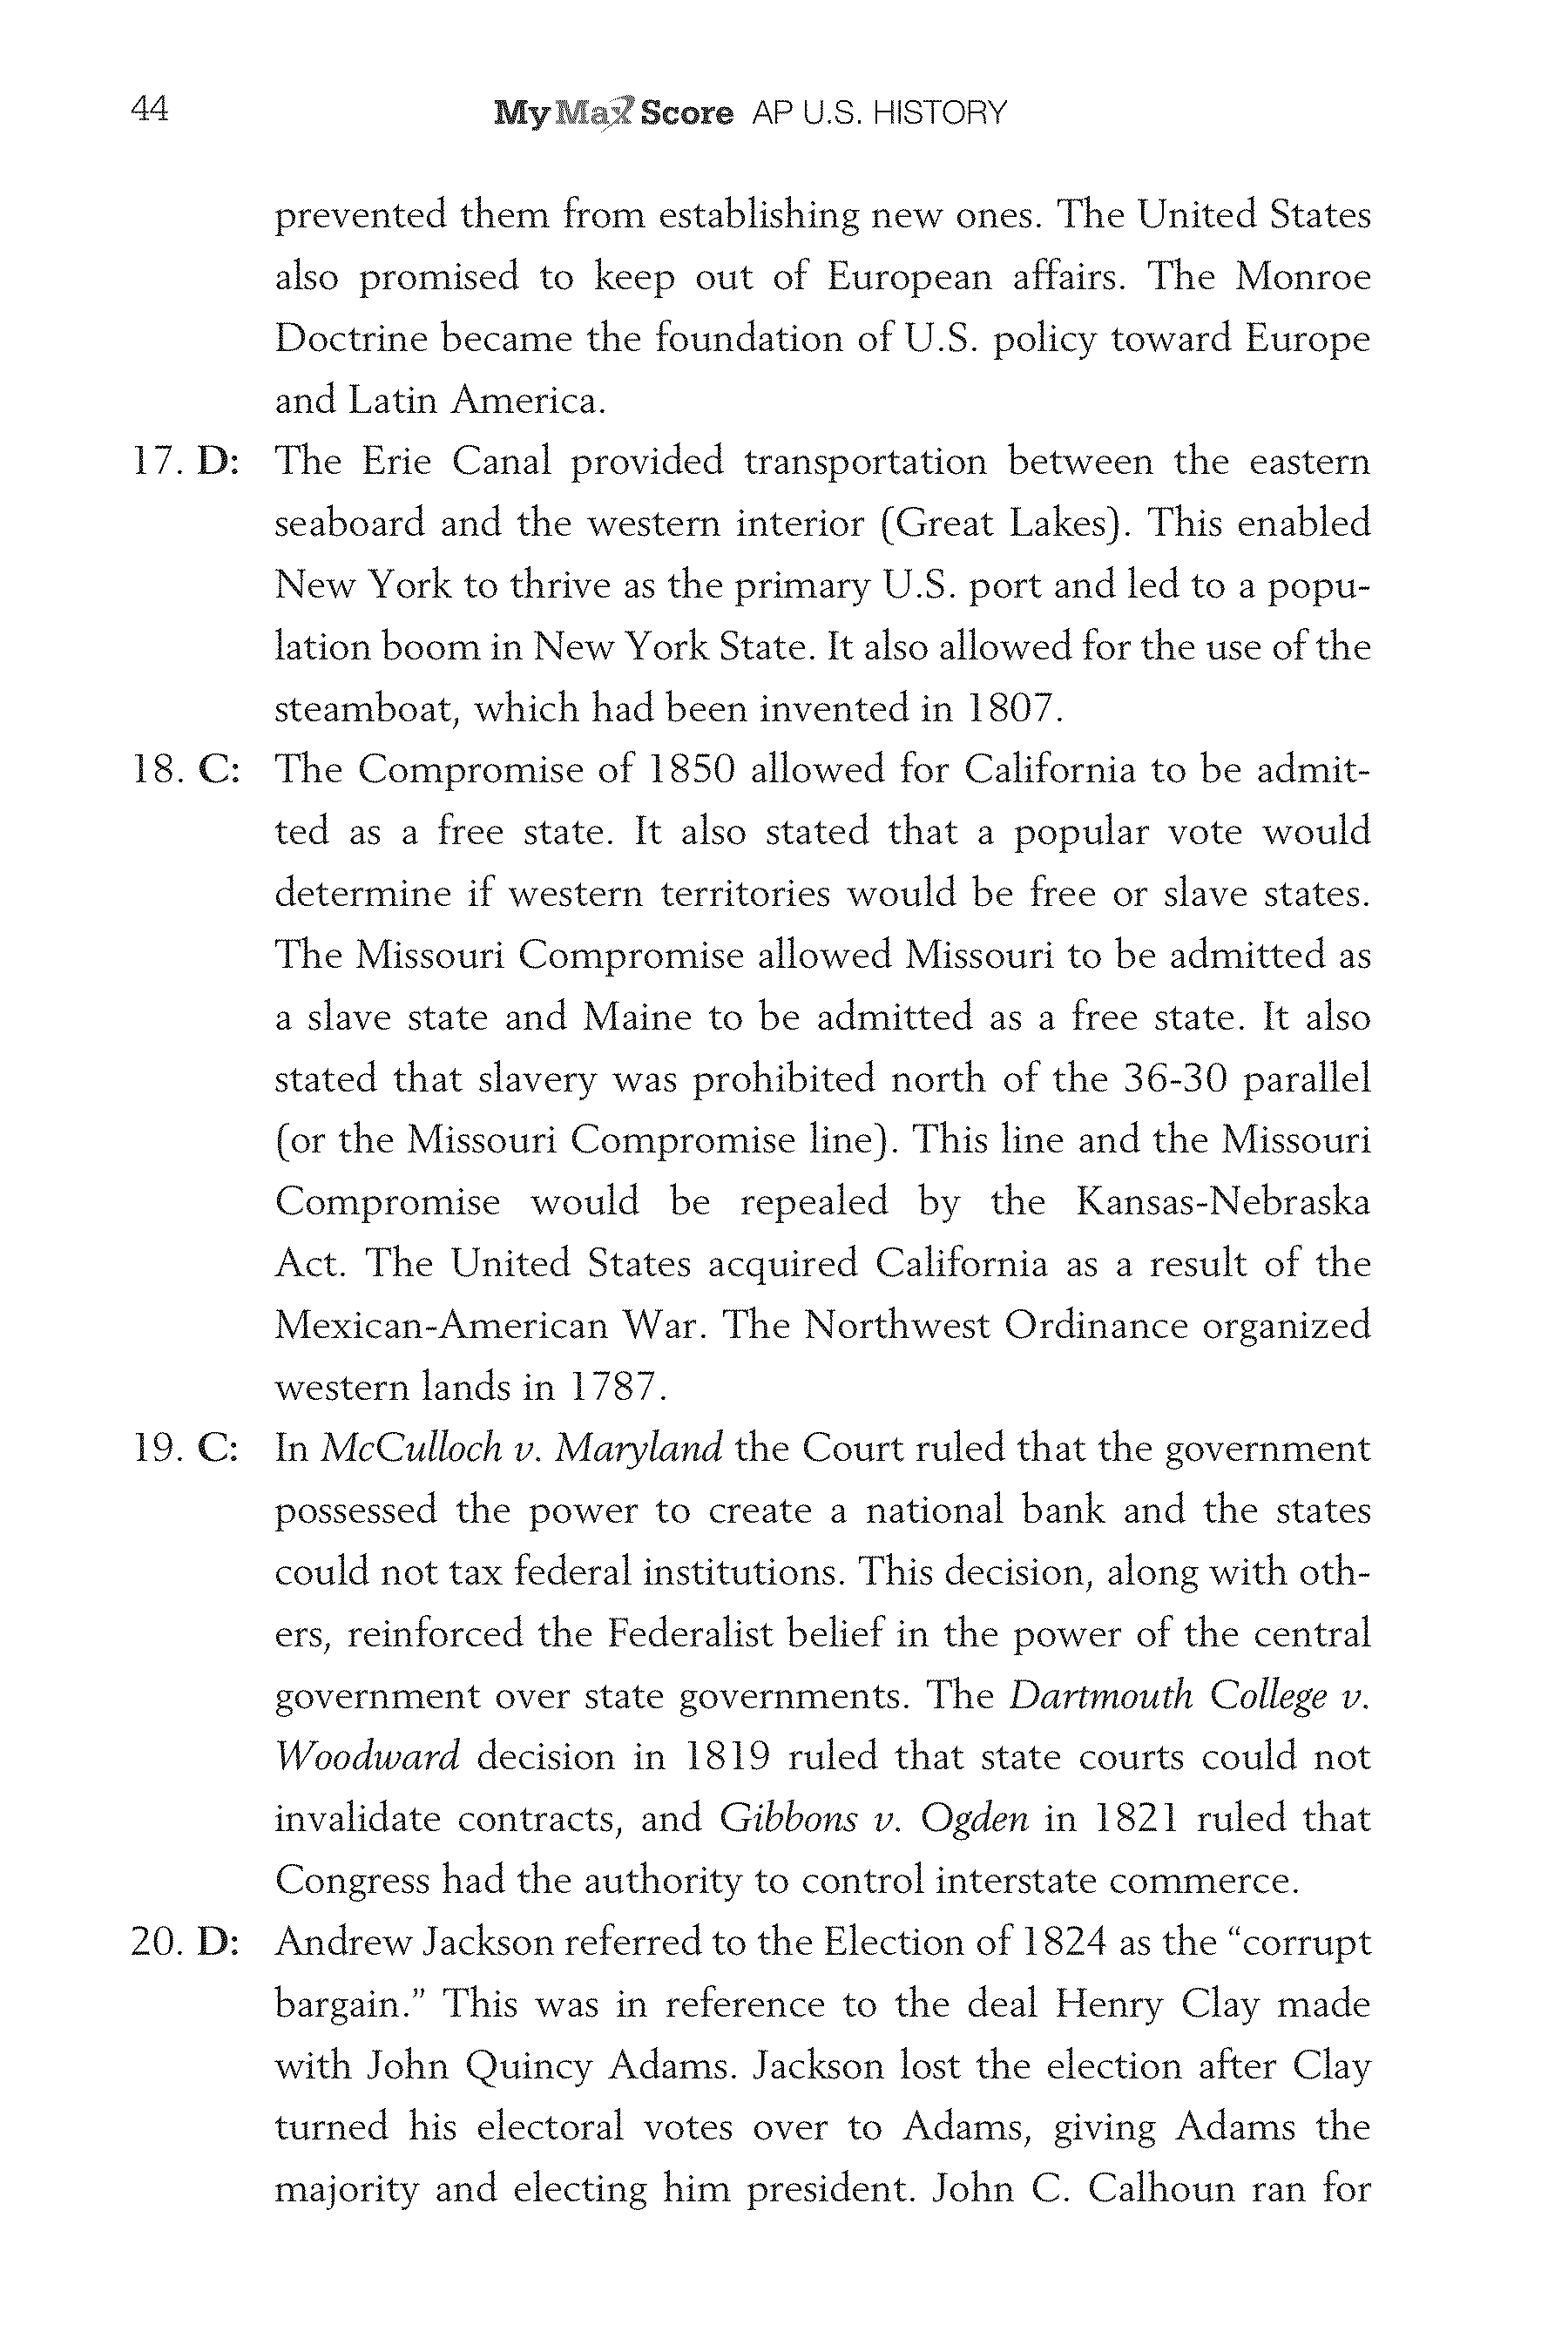 44
MyMax Score AP U.S. HISTORY
prevented them from establishing new ones. The United States
also promised to keep out of European affairs. The Monroe
Doctrine became the foundation of U.S. policy toward Europe
and Latin America.
17. D: The Erie Canal provided transportation between the eastern
seaboard and the western interior (Great Lakes). This enabled
New York to thrive as the primary U.S. port and led to a popu-
lation boom in New York State. It also allowed for the use of the
steamboat, which had been invented in 1807.
18. C: The Compromise of 1850 allowed for California to be admit-
ted as a free state. It also stated that a popular vote would
determine if western territories would be free or slave states.
The Missouri Compromise allowed Missouri to be admitted as
a slave state and Maine to be admitted as a free state. It also
stated that slavery was prohibited north of the 36-30 parallel
(or the Missouri Compromise line). This line and the Missouri
Compromise would be repealed by the Kansas-Nebraska
Act. The United States acquired California as a result of the
Mexican-American War. The Northwest Ordinance organized
western lands in 1787.
19. C: In McCulloch v. Maryland the Court ruled that the government
possessed the power to create a national bank and the states
could not tax federal institutions. This decision, along with oth-
ers, reinforced the Federalist belief in the power of the central
government over state governments. The Dartmouth College v.
Woodward decision in 1819 ruled that state courts could not
invalidate contracts, and Gibbons v. Ogden in 1821 ruled that
Congress had the authority to control interstate commerce.
20. D: Andrew Jackson referred to the Election of 1824 as the “corrupt
bargain.” This was in reference to the deal Henry Clay made
with John Quincy Adams. Jackson lost the election after Clay
turned his electoral votes over to Adams, giving Adams the
majority and electing him president. John C. Calhoun ran for